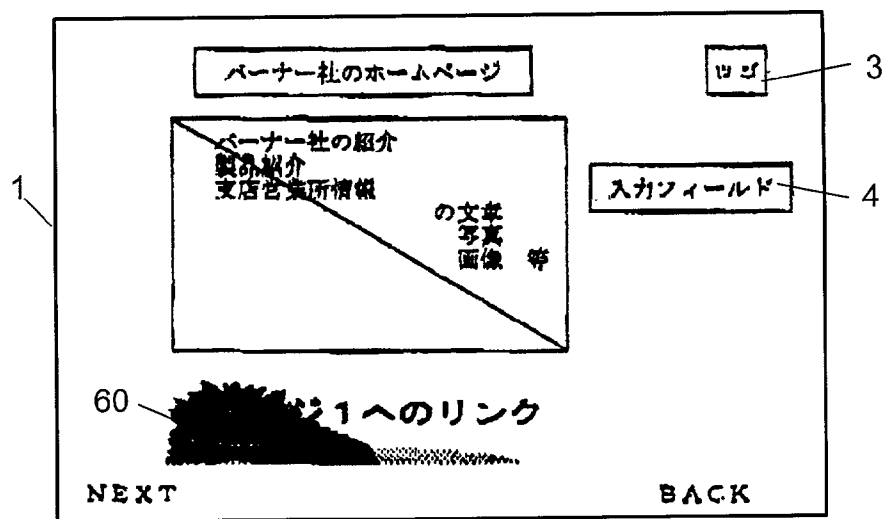 バーナー社のホームページ
ロゴ
3
バーナー社の紹介
製品紹介
支店営業所情報
の文章
写真
画像 等
1
入力フィールド
4
60
ジ1へのリンク
NEXT
BACK